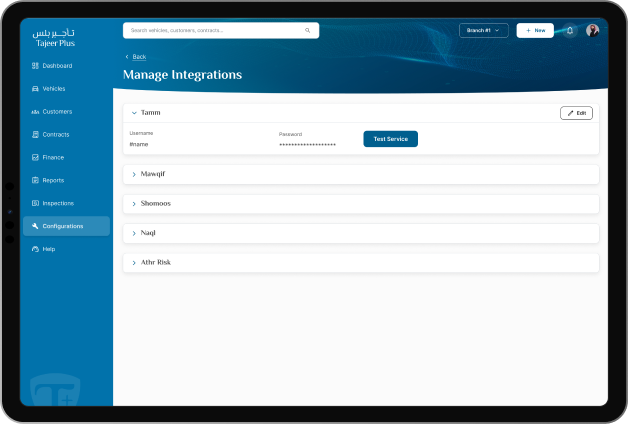 تاجير بلس
Tajeer Plus
Search vehicles, customers, contracts...
Branch #1
+ New
Dashboard
Vehicles
Customers
Contracts
Finance
Reports
Inspections
Configurations
Help
Back
Manage Integrations
Tamm
Edit
Username
#name
Password
*******************
Test Service
Mawqif
Shomoos
Naql
Athr Risk
T+